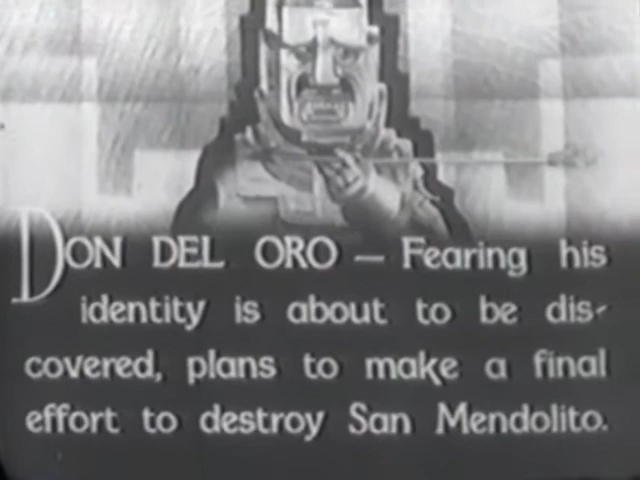 DON DEL ORO — Fearing his
identity is about to be dis-
covered, plans to make a final
effort to destroy San Mendolito.